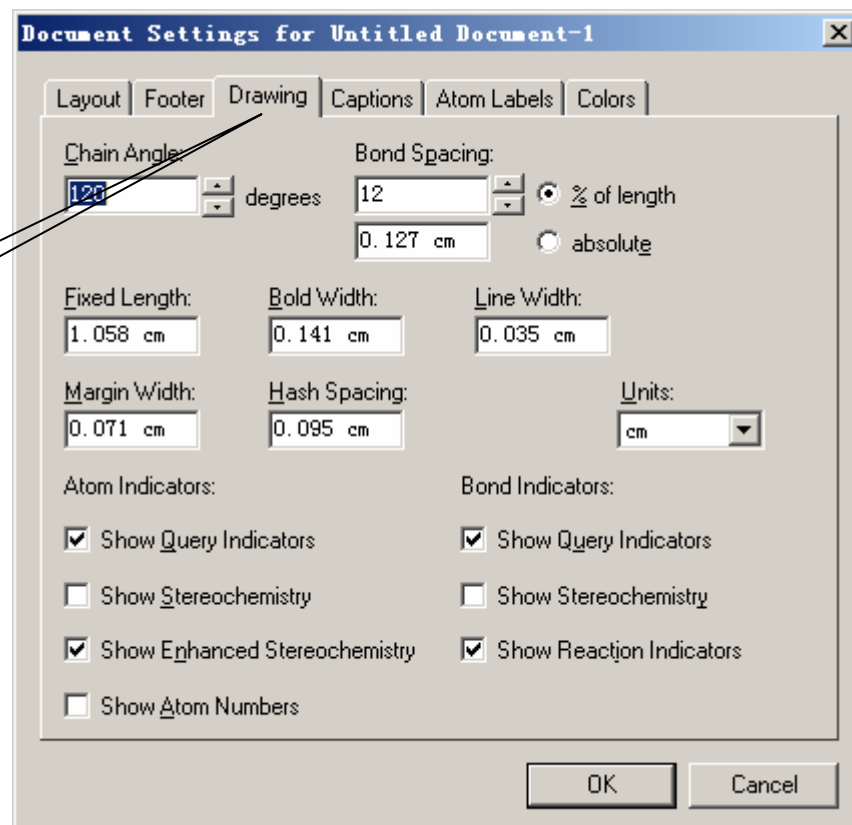 Document Settings for Untitled Document-1
Layout Footer Drawing Captions Atom Labels Colors
Chain Angle: Bond Spacing:
120 degrees 12 % of length
0.127 cm absolute
Fixed Length: Bold Width: Line Width:
1.058 cm 0.141 cm 0.035 cm
Margin Width: Hash Spacing: Units:
0.071 cm 0.095 cm cm
Atom Indicators: Bond Indicators:
Show Query Indicators Show Query Indicators
Show Stereochemistry Show Stereochemistry
Show Enhanced Stereochemistry Show Reaction Indicators
Show Atom Numbers
OK Cancel